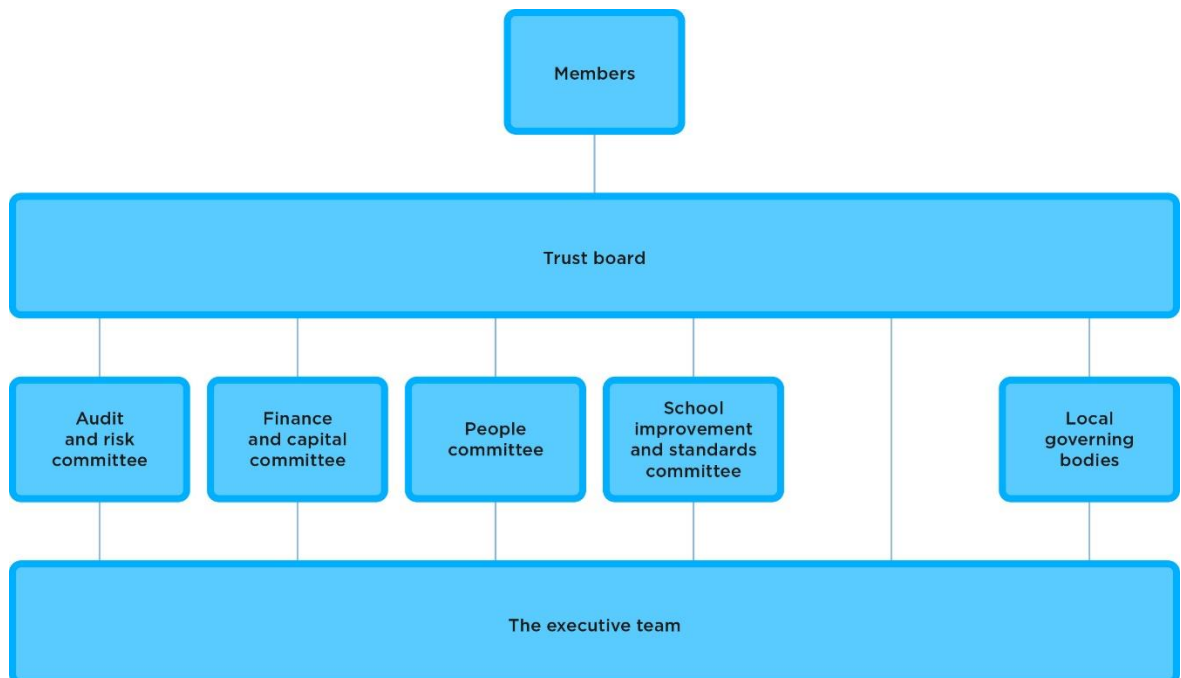 Members
Trust board
Audit
and risk
committee
Finance
and capital
committee
People
committee
School
improvement
and standards
committee
Local
governing
bodies
The executive team